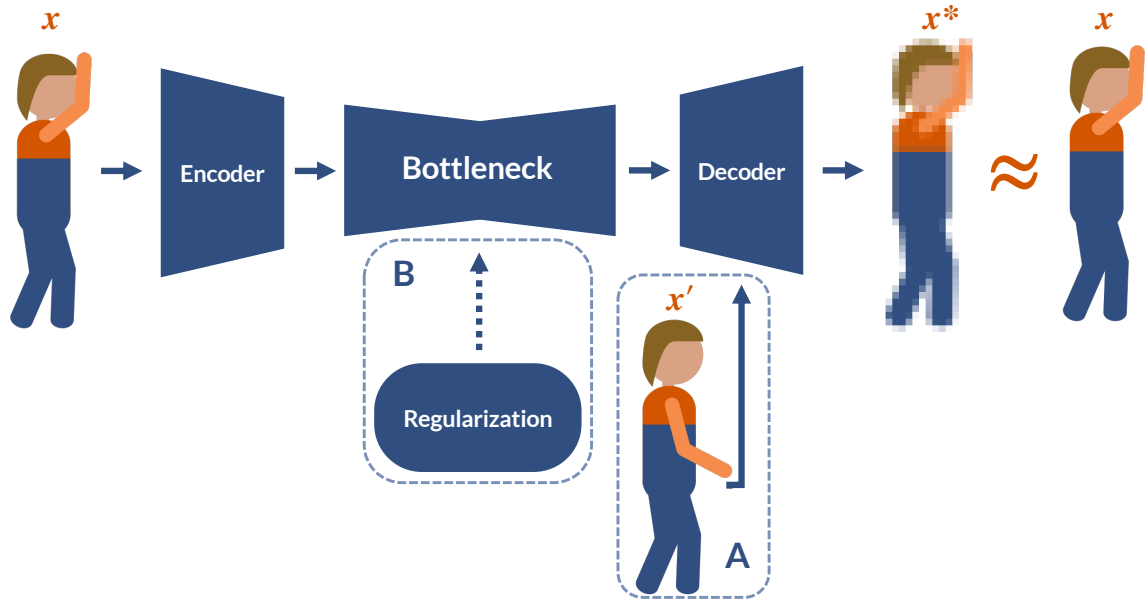 x
x*
x
Encoder
Bottleneck
Decoder
≈
B
x′
Regularization
A